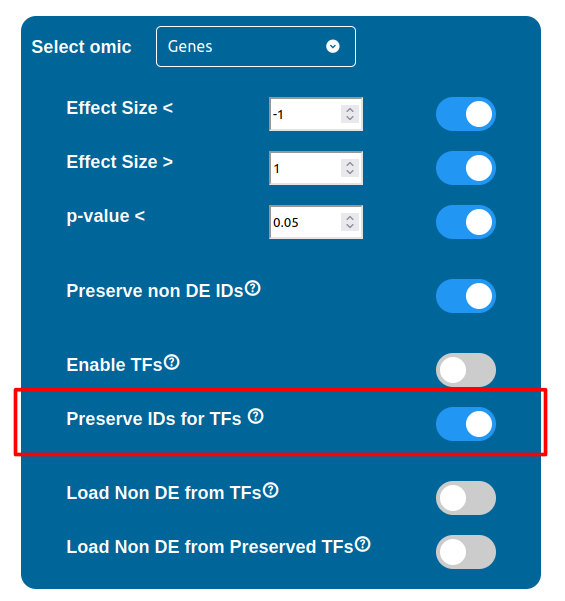 Select omic Genes
Effect Size < -1
Effect Size > 1
p-value < 0.05
Preserve non DE IDs?
Enable TFs?
Preserve IDs for TFs ?
Load Non DE from TFs?
Load Non DE from Preserved TFs?